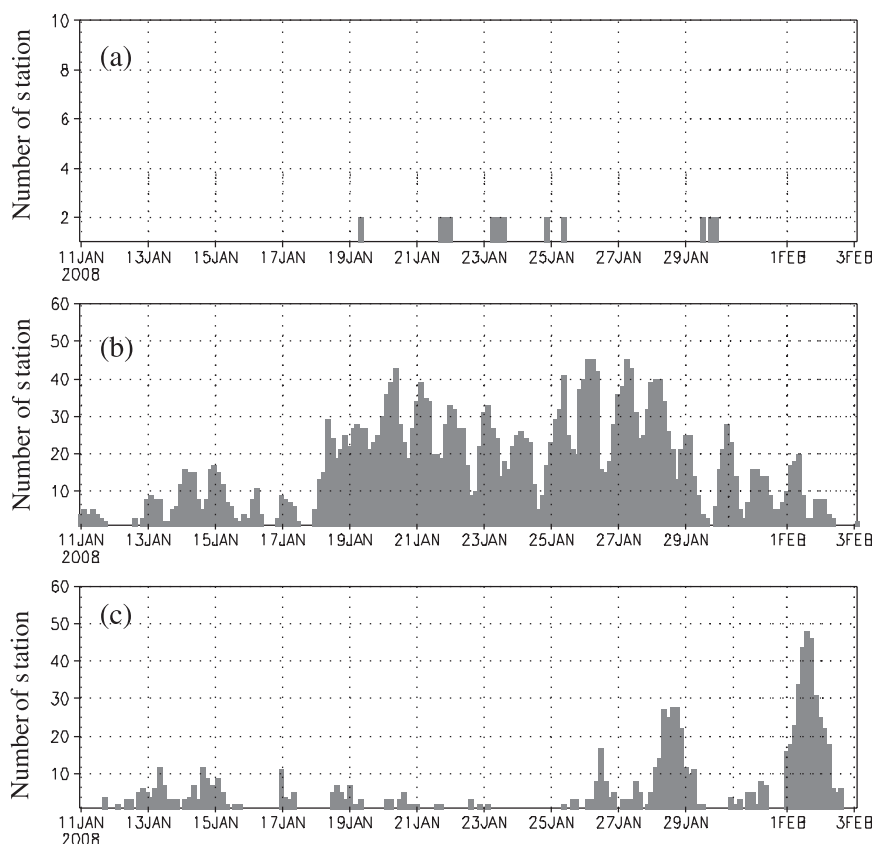 10
(a)
8
6
4
2
Number of station
11JAN 13JAN 15JAN 17JAN 19JAN 21JAN 23JAN 25JAN 27JAN 29JAN 1FEB 3FEB
2008
60
(b)
50
40
30
20
10
Number of station
11JAN 13JAN 15JAN 17JAN 19JAN 21JAN 23JAN 25JAN 27JAN 29JAN 1FEB 3FEB
2008
60
(c)
50
40
30
20
10
Number of station
11JAN 13JAN 15JAN 17JAN 19JAN 21JAN 23JAN 25JAN 27JAN 29JAN 1FEB 3FEB
2008